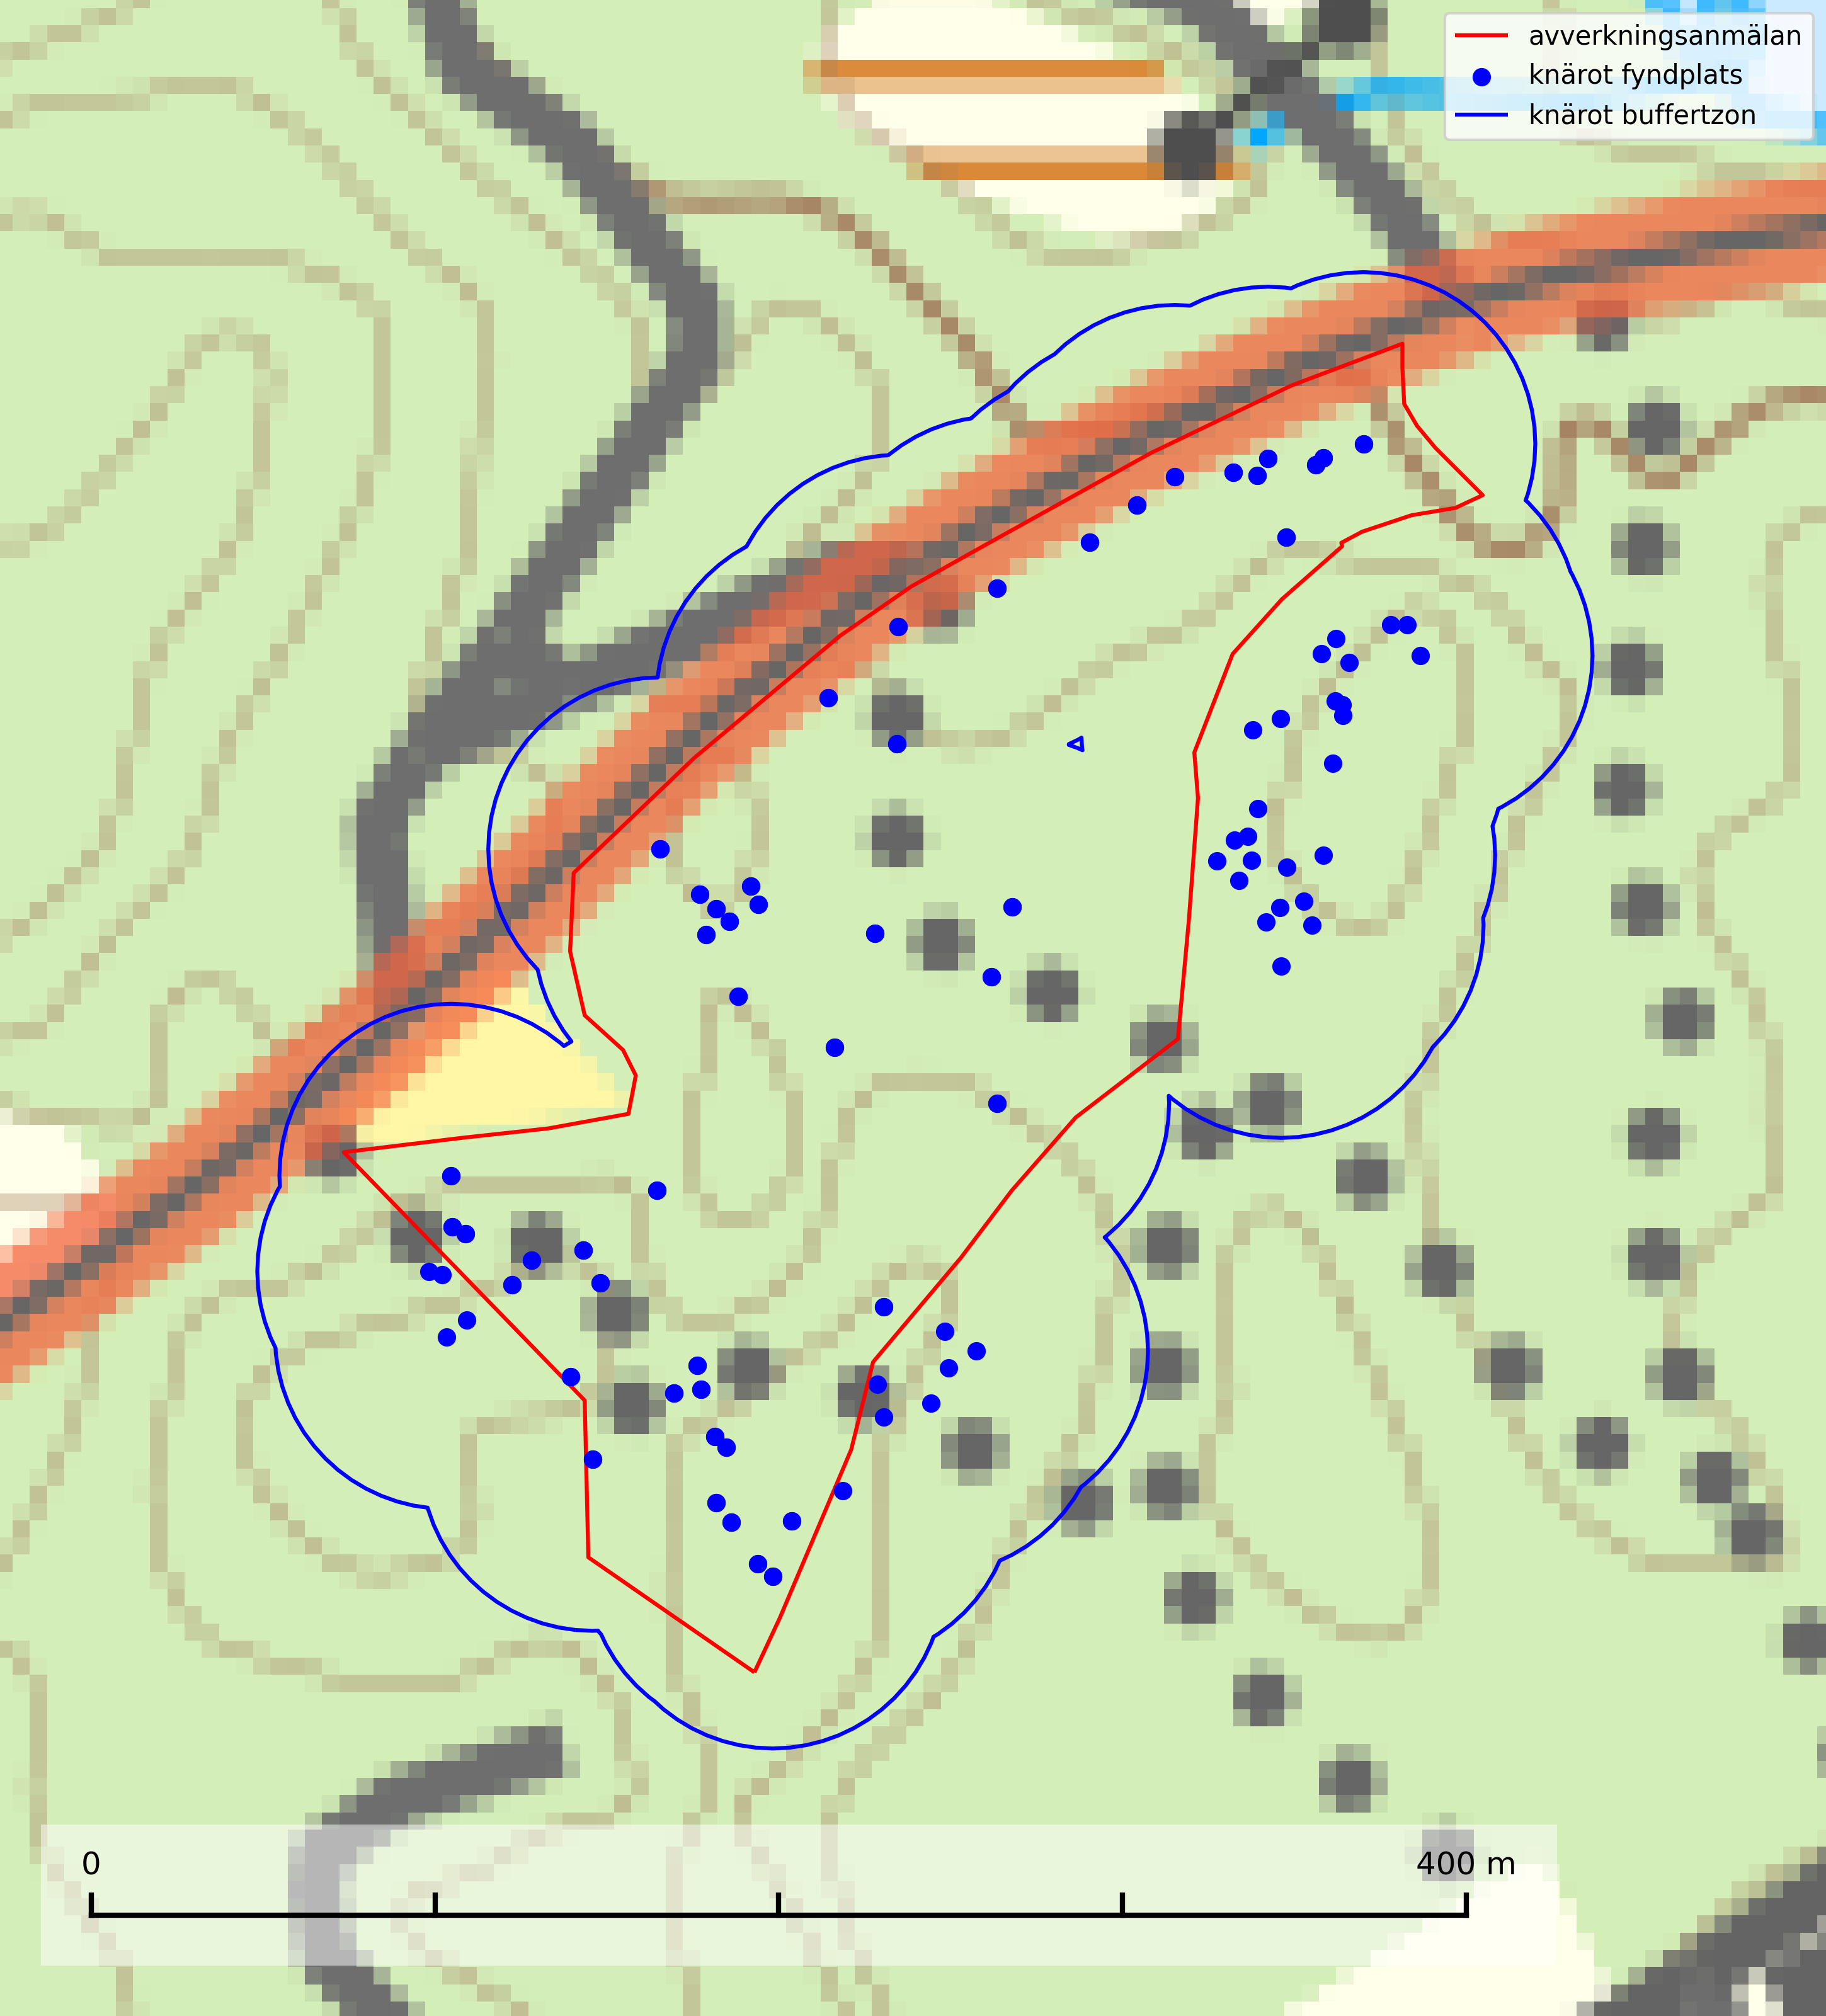 avverkningsanmälan
knärot fyndplats
knärot buffertzon
0
400 m